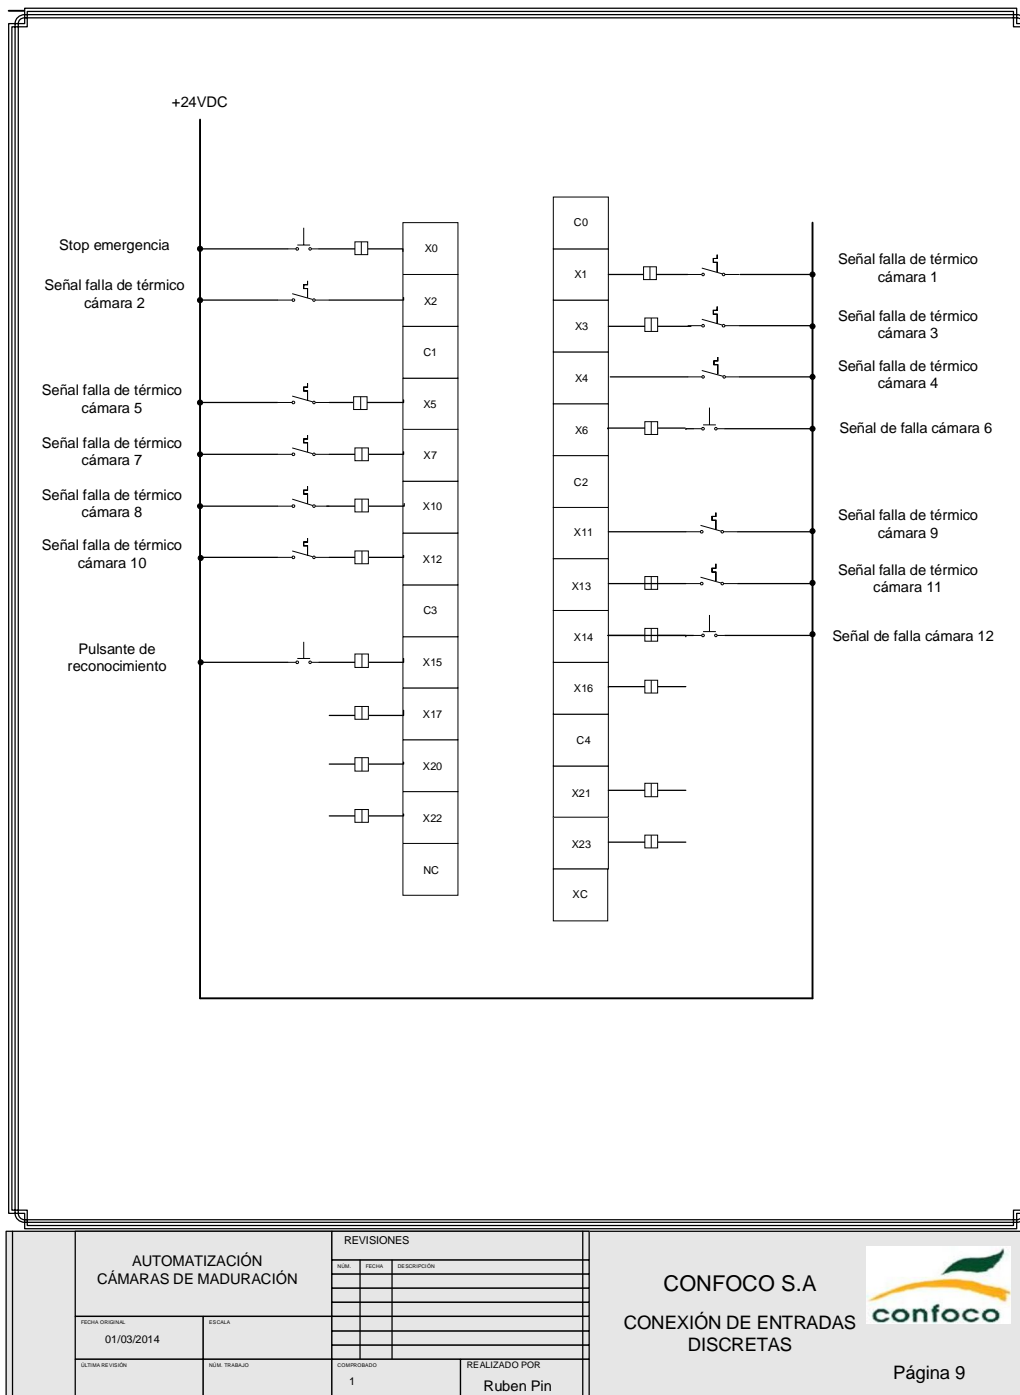 +24VDC
Stop emergencia
Señal falla de térmico
cámara 2
Señal falla de térmico
cámara 5
Señal falla de térmico
cámara 7
Señal falla de térmico
cámara 8
Señal falla de térmico
cámara 10
Pulsante de
reconocimiento
X0
X2
C1
X5
X7
X10
X12
C3
X15
X17
X20
X22
NC
C0
X1
X3
X4
X6
C2
X11
X13
X14
X16
C4
X21
X23
XC
Señal falla de térmico
cámara 1
Señal falla de térmico
cámara 3
Señal falla de térmico
cámara 4
Señal de falla cámara 6
Señal falla de térmico
cámara 9
Señal falla de térmico
cámara 11
Señal de falla cámara 12
AUTOMATIZACIÓN
CÁMARAS DE MADURACIÓN
FECHA ORIGINAL
01/03/2014
ESCALA
ÚLTIMA REVISIÓN
NÚM. TRABAJO
REVISIONES
NÚM. FECHA DESCRIPCIÓN
COMPROBADO
1
REALIZADO POR
Ruben Pin
CONFOCO S.A
CONEXIÓN DE ENTRADAS
DISCRETAS
confoco
Página 9